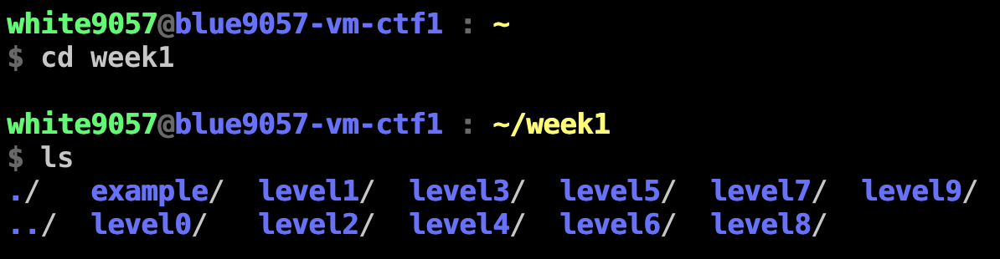 white9057@blue9057-vm-ctf1 : ~
$ cd week1
white9057@blue9057-vm-ctf1 : ~/week1
$ ls
./   example/  level1/  level3/  level5/  level7/  level9/
../  level0/   level2/  level4/  level6/  level8/